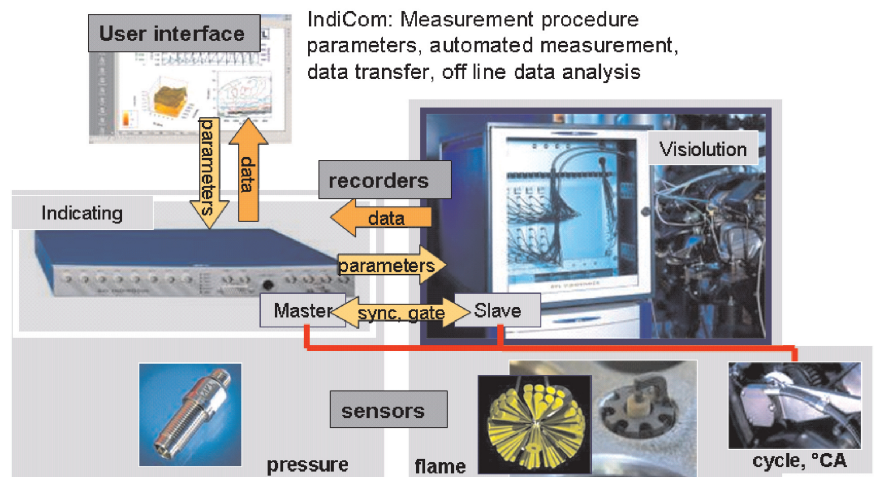 User interface
IndiCom: Measurement procedure
parameters, automated measurement,
data transfer, off line data analysis
parameters
data
Visiolution
recorders
Indicating
data
parameters
Master
sync, gate
Slave
sensors
pressure
flame
cycle, °CA